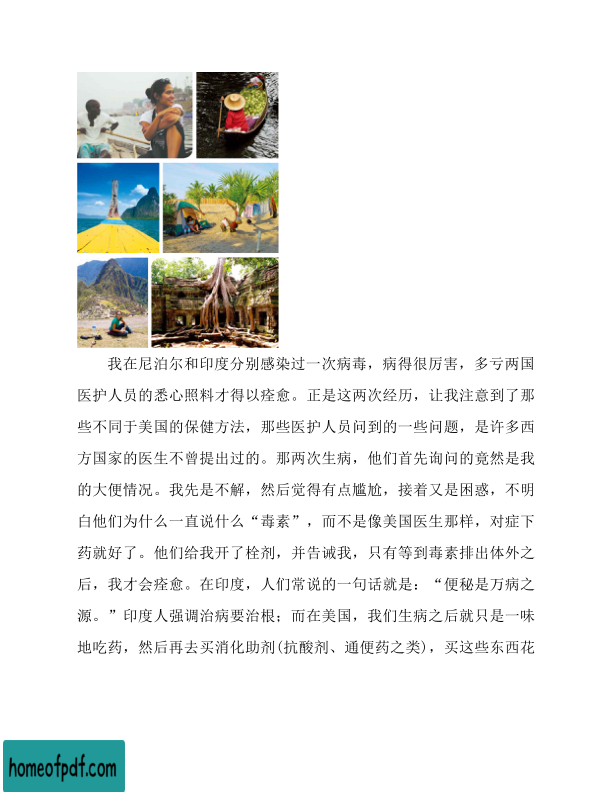 我在尼泊尔和印度分别感染过一次病毒，病得很厉害，多亏两国
医护人员的悉心照料才得以痊愈。正是这两次经历，让我注意到了那
些不同于美国的保健方法，那些医护人员问到的一些问题，是许多西
方国家的医生不曾提出过的。那两次生病，他们首先询问的竟然是我
的大便情况。我先是不解，然后觉得有点尴尬，接着又是困惑，不明
白他们为什么一直说什么“毒素”，而不是像美国医生那样，对症下
药就好了。他们给我开了栓剂，并告诫我，只有等到毒素排出体外之
后，我才会痊愈。在印度，人们常说的一句话就是：“便秘是万病之
源。”印度人强调治病要治根；而在美国，我们生病之后就只是一味
地吃药，然后再去买消化助剂(抗酸剂、通便药之类)，买这些东西花
homeofpdf.com